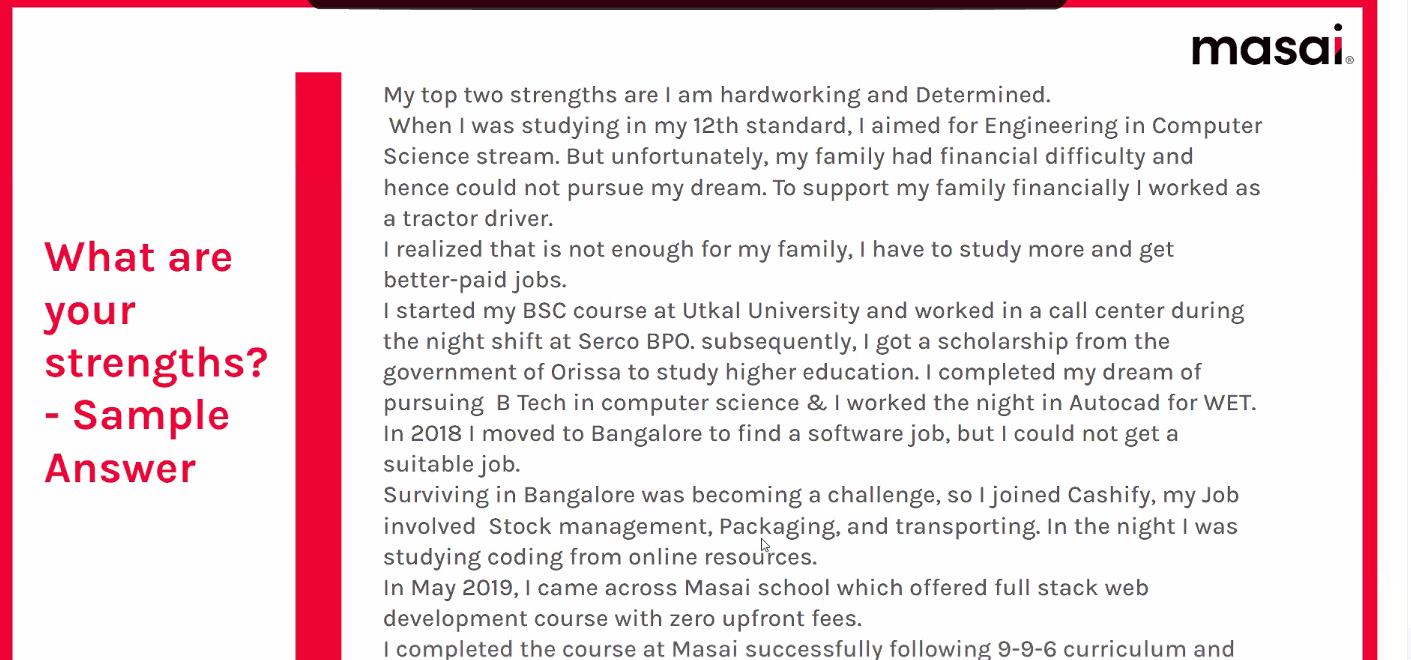 masai®
What are
your
strengths?
- Sample
Answer
My top two strengths are I am hardworking and Determined.
When I was studying in my 12th standard, I aimed for Engineering in Computer
Science stream. But unfortunately, my family had financial difficulty and
hence could not pursue my dream. To support my family financially I worked as
a tractor driver.
I realized that is not enough for my family, I have to study more and get
better-paid jobs.
I started my BSC course at Utkal University and worked in a call center during
the night shift at Serco BPO. subsequently, I got a scholarship from the
government of Orissa to study higher education. I completed my dream of
pursuing  B Tech in computer science & I worked the night in Autocad for WET.
In 2018 I moved to Bangalore to find a software job, but I could not get a
suitable job.
Surviving in Bangalore was becoming a challenge, so I joined Cashify, my Job
involved  Stock management, Packaging, and transporting. In the night I was
studying coding from online resources.
In May 2019, I came across Masai school which offered full stack web
development course with zero upfront fees.
I completed the course at Masai successfully following 9-9-6 curriculum and